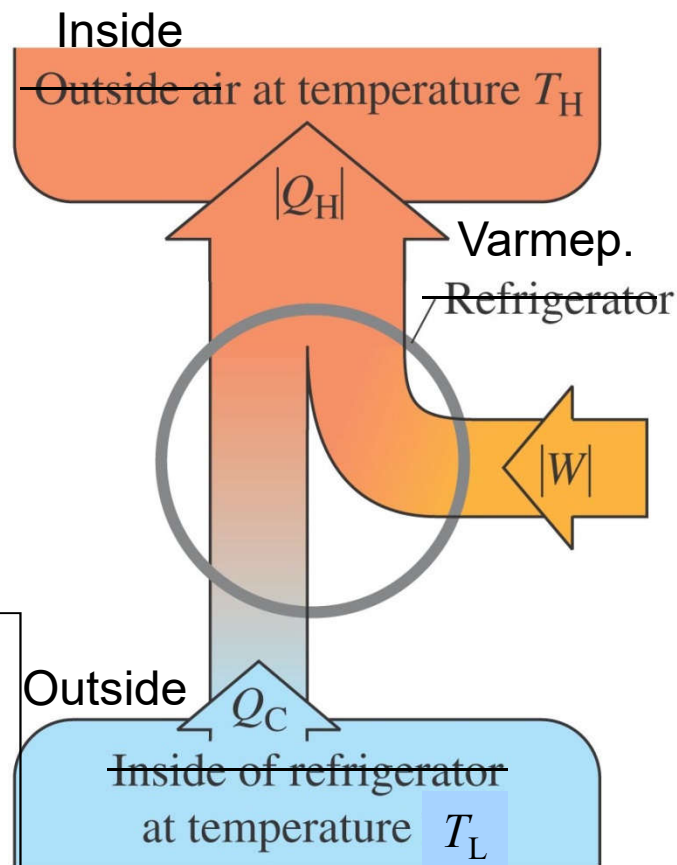 Inside
Outside air at temperature T_H
|Q_H|
Varmep.
Refrigerator
|W|
Outside
Q_C
Inside of refrigerator
at temperature T_L